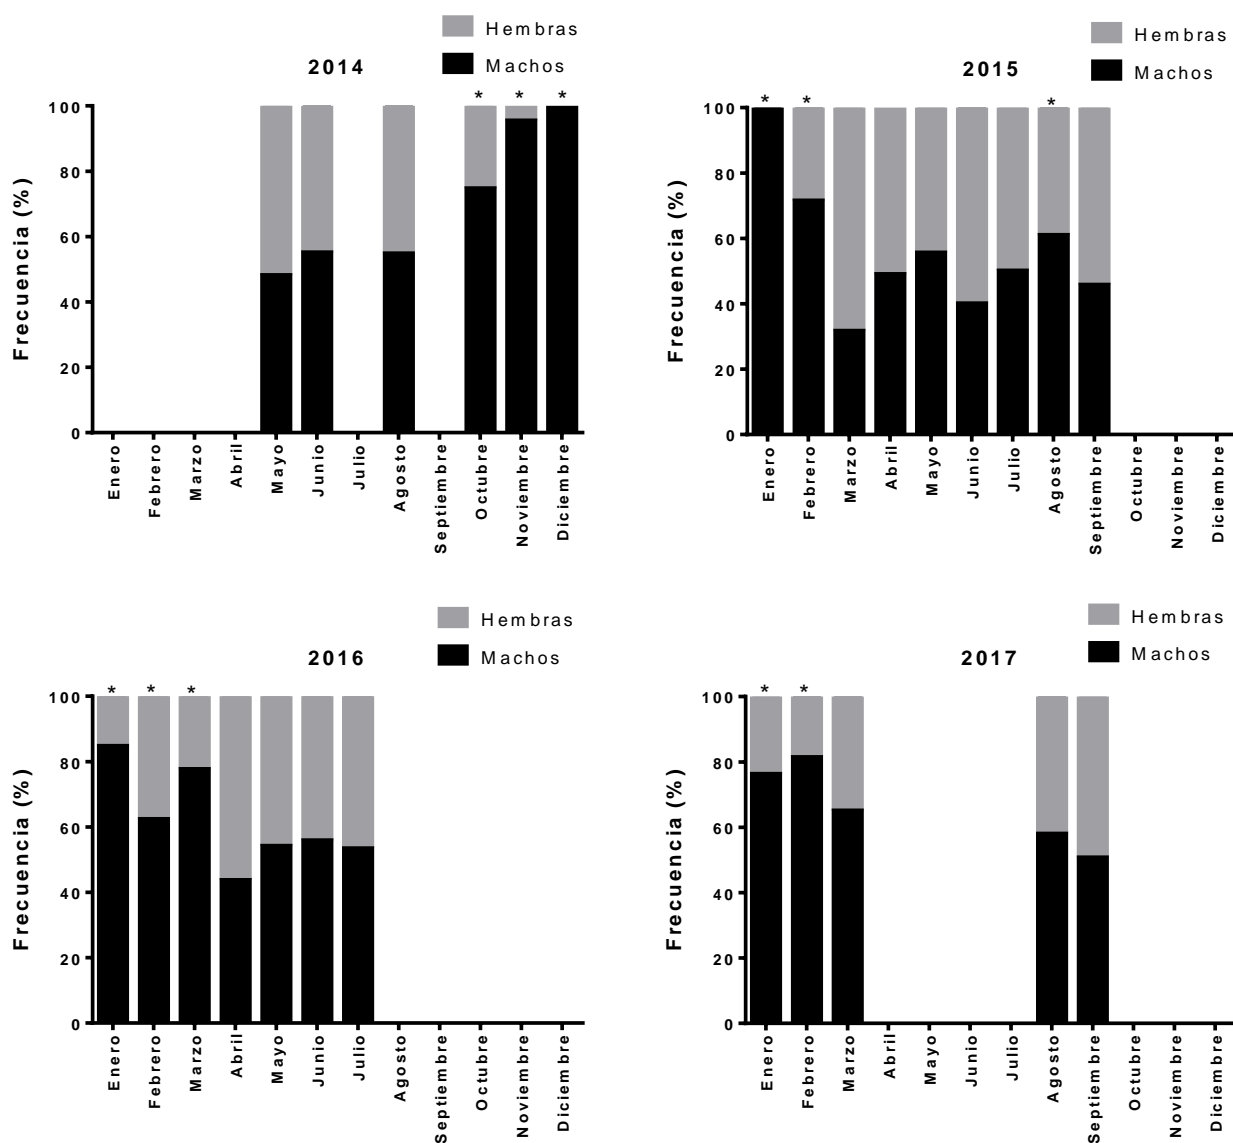 Hembras
Machos
2014
* * *
Frecuencia (%)
100
80
60
40
20
0
Enero
Febrero
Marzo
Abril
Mayo
Junio
Julio
Agosto
Septiembre
Octubre
Noviembre
Diciembre
Hembras
Machos
2015
* * *
Frecuencia (%)
100
80
60
40
20
0
Enero
Febrero
Marzo
Abril
Mayo
Junio
Julio
Agosto
Septiembre
Octubre
Noviembre
Diciembre
Hembras
Machos
2016
* * *
Frecuencia (%)
100
80
60
40
20
0
Enero
Febrero
Marzo
Abril
Mayo
Junio
Julio
Agosto
Septiembre
Octubre
Noviembre
Diciembre
Hembras
Machos
2017
* *
Frecuencia (%)
100
80
60
40
20
0
Enero
Febrero
Marzo
Abril
Mayo
Junio
Julio
Agosto
Septiembre
Octubre
Noviembre
Diciembre